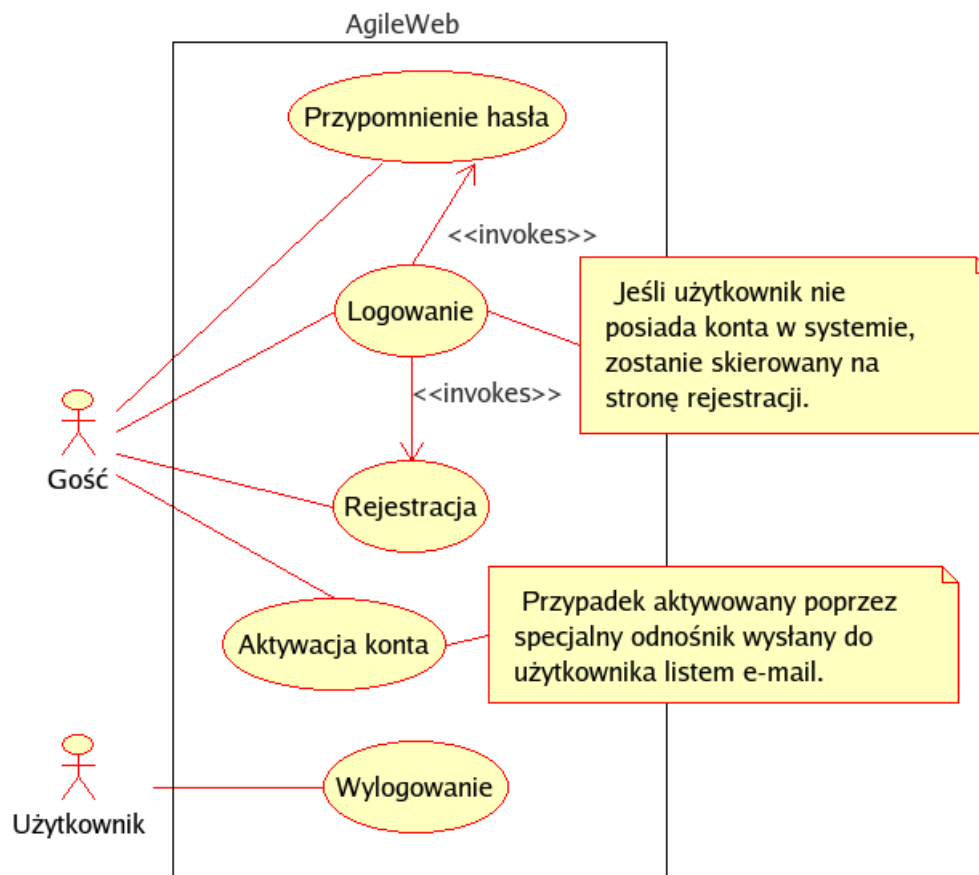 AgileWeb
Przypomnienie hasła
<<invokes>>
Logowanie
Jeśli użytkownik nie
posiada konta w systemie,
zostanie skierowany na
stronę rejestracji.
<<invokes>>
Gość
Rejestracja
Aktywacja konta
Przypadek aktywowany poprzez
specjalny odnośnik wysłany do
użytkownika listem e-mail.
Wylogowanie
Użytkownik